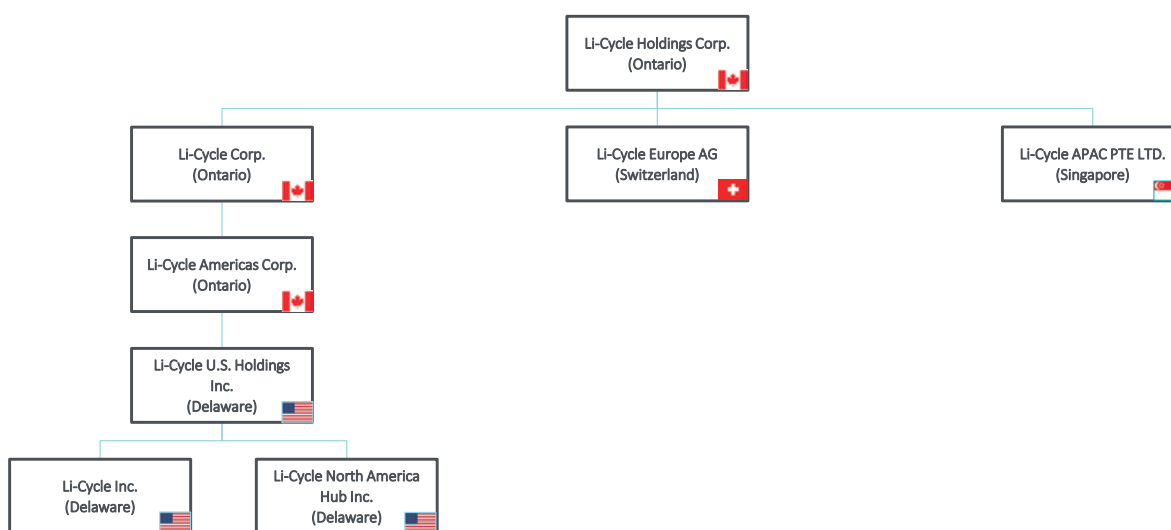 Li-Cycle Holdings Corp.
(Ontario)
Li-Cycle Corp.
(Ontario)
Li-Cycle Europe AG
(Switzerland)
Li-Cycle APAC PTE LTD.
(Singapore)
Li-Cycle Americas Corp.
(Ontario)
Li-Cycle U.S. Holdings
Inc.
(Delaware)
Li-Cycle Inc.
(Delaware)
Li-Cycle North America
Hub Inc.
(Delaware)